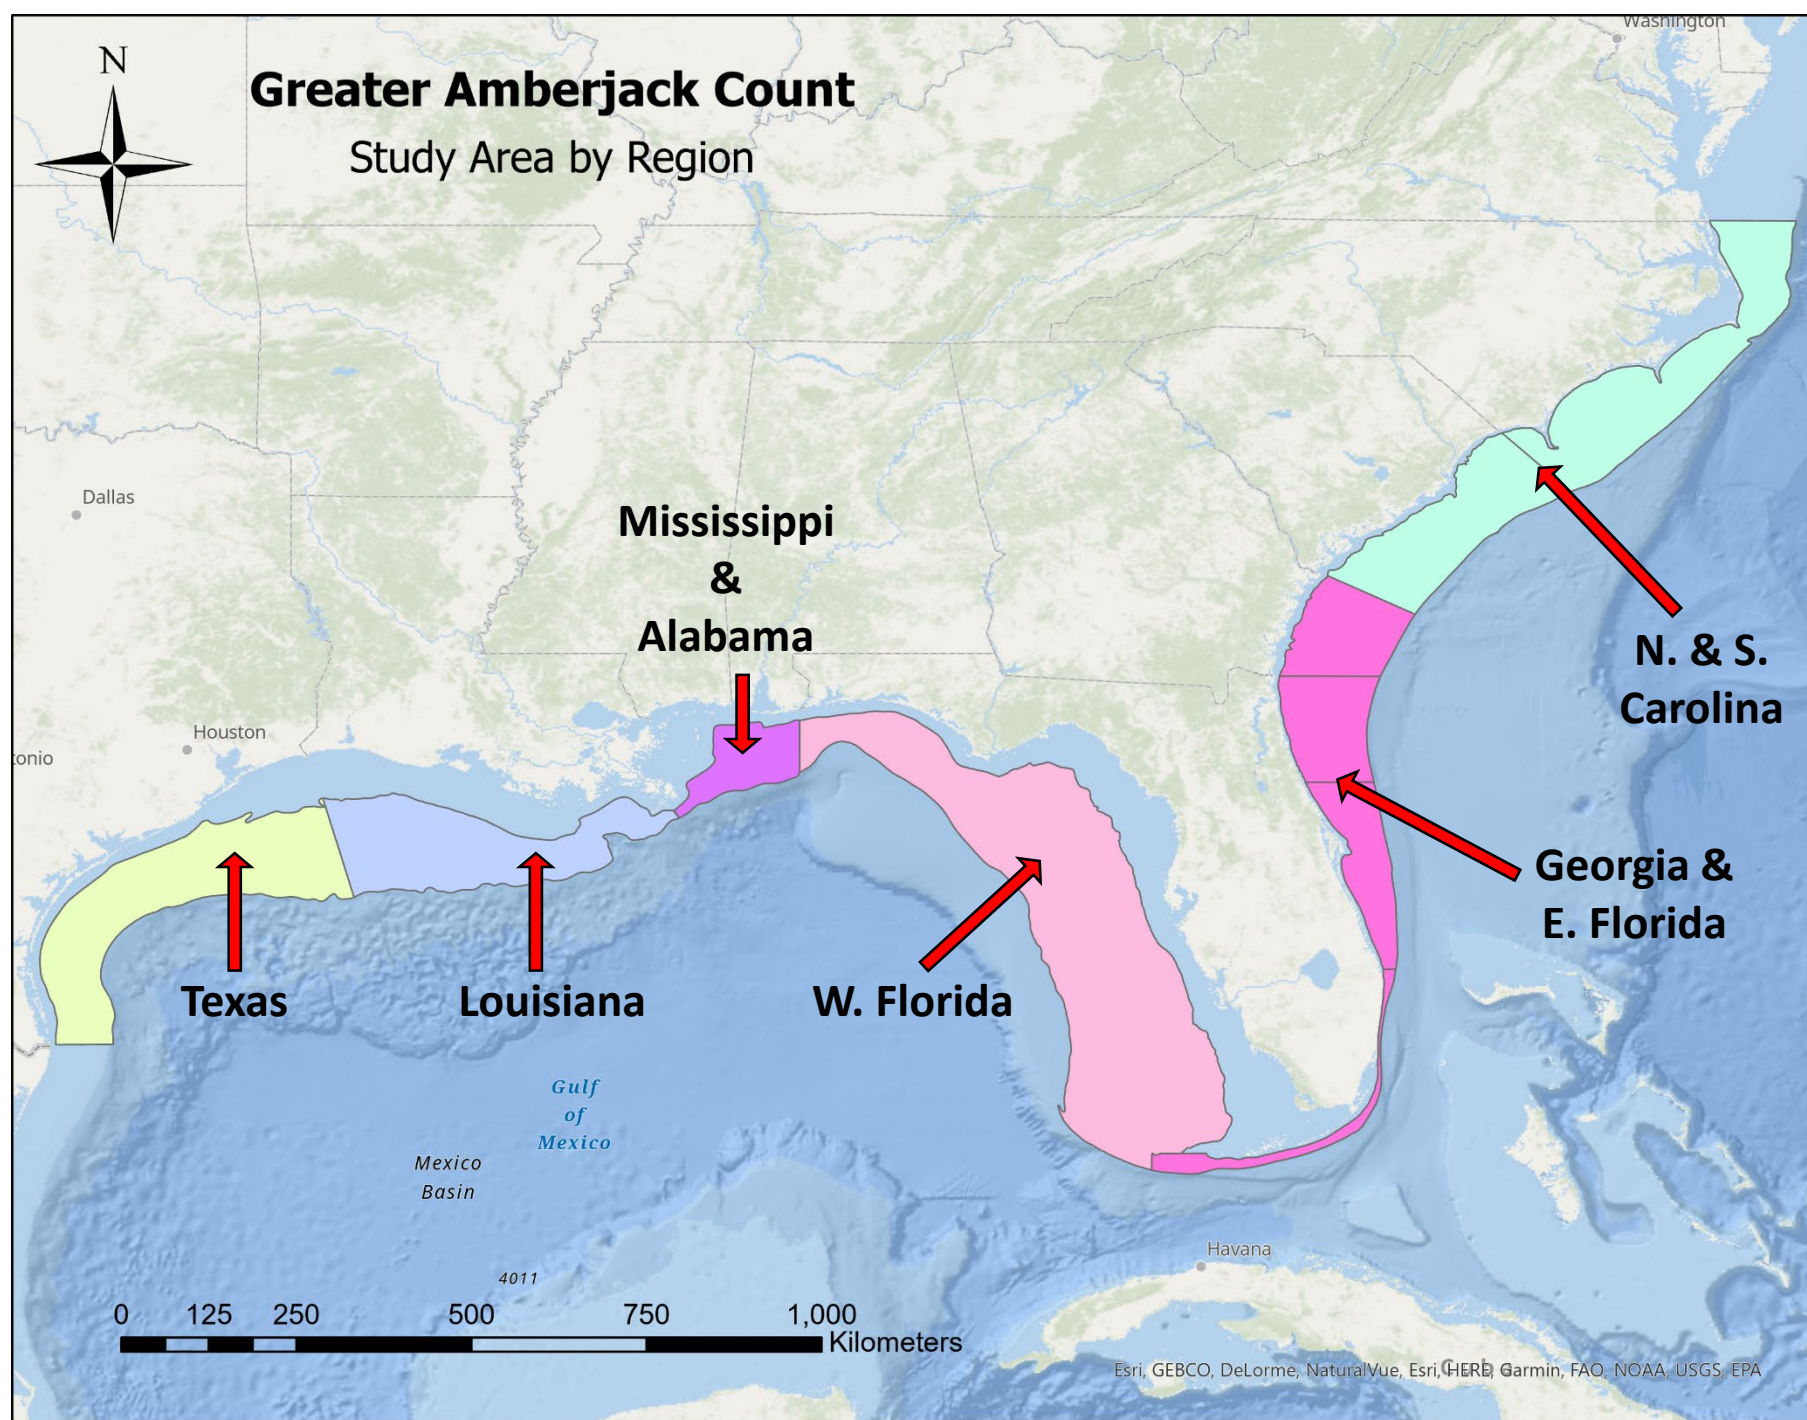 Washington
N
Greater Amberjack Count
Study Area by Region
Dallas
Mississippi
&
Alabama
N. & S.
Carolina
Houston
onio
Georgia &
E. Florida
Texas
Louisiana
W. Florida
Gulf
of
Mexico
Mexico
Basin
Havana
4011
0 125 250 500 750 1,000
Kilometers
Cuba
Esri, GEBCO, DeLorme, NaturalVue, Esri, HERE, Garmin, FAO, NOAA, USGS, EPA